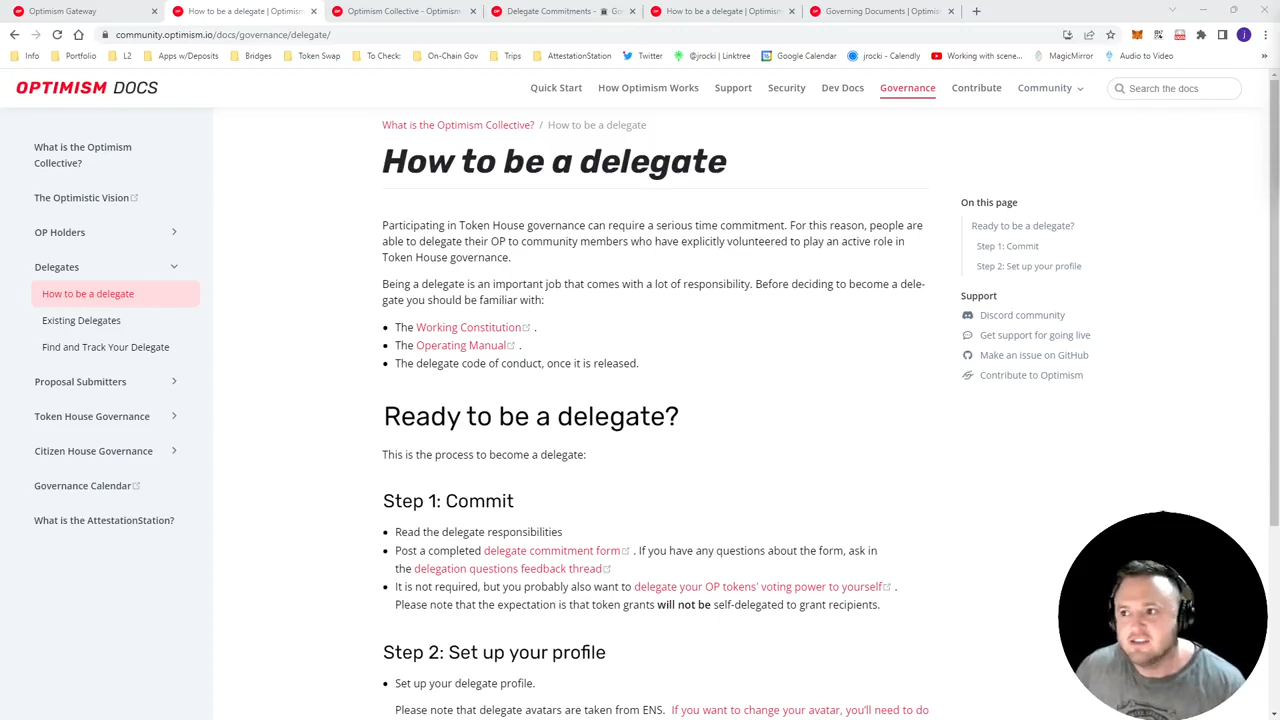 Optimism Gateway
How to be a delegate | Optimism
Optimism Collective - Optimism
Delegate Commitments - 🏛 Go
How to be a delegate | Optimism
Governing Documents | Optimism
community.optimism.io/docs/governance/delegate/
Info
Portfolio
L2
Apps w/Deposits
Bridges
Token Swap
To Check:
On-Chain Gov
Trips
AttestationStation
Twitter
@jrocki | Linktree
Google Calendar
jrocki - Calendly
Working with scene...
MagicMirror
Audio to Video
OPTIMISM DOCS
Quick Start
How Optimism Works
Support
Security
Dev Docs
Governance
Contribute
Community
Search the docs
What is the Optimism
Collective?
The Optimistic Vision
OP Holders
Delegates
How to be a delegate
Existing Delegates
Find and Track Your Delegate
Proposal Submitters
Token House Governance
Citizen House Governance
Governance Calendar
What is the AttestationStation?
What is the Optimism Collective? / How to be a delegate
How to be a delegate
Participating in Token House governance can require a serious time commitment. For this reason, people are
able to delegate their OP to community members who have explicitly volunteered to play an active role in
Token House governance.
Being a delegate is an important job that comes with a lot of responsibility. Before deciding to become a dele-
gate you should be familiar with:
The Working Constitution .
The Operating Manual .
The delegate code of conduct, once it is released.
Ready to be a delegate?
This is the process to become a delegate:
Step 1: Commit
Read the delegate responsibilities
Post a completed delegate commitment form . If you have any questions about the form, ask in
the delegation questions feedback thread
It is not required, but you probably also want to delegate your OP tokens' voting power to yourself .
Please note that the expectation is that token grants will not be self-delegated to grant recipients.
Step 2: Set up your profile
Set up your delegate profile.
Please note that delegate avatars are taken from ENS. If you want to change your avatar, you'll need to do
On this page
Ready to be a delegate?
Step 1: Commit
Step 2: Set up your profile
Support
Discord community
Get support for going live
Make an issue on GitHub
Contribute to Optimism